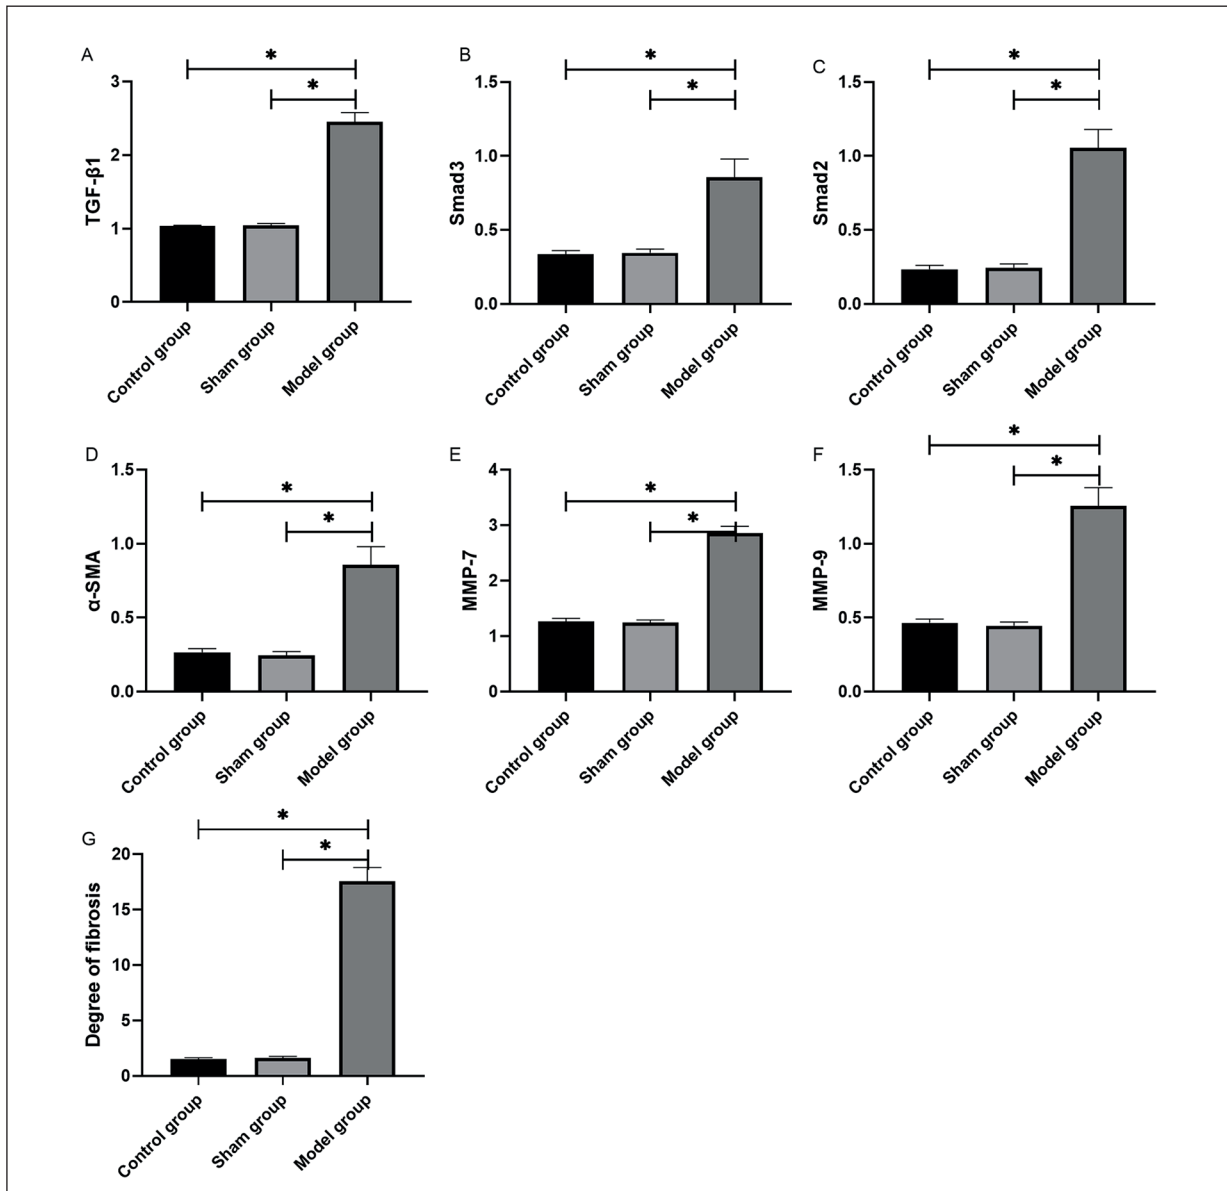 A
*
*
3
2
1
0
TGF-β1
Control group
Sham group
Model group
B
*
*
1.5
1.0
0.5
0.0
Smad3
Control group
Sham group
Model group
C
*
*
1.5
1.0
0.5
0.0
Smad2
Control group
Sham group
Model group
D
*
*
1.5
1.0
0.5
0.0
α-SMA
Control group
Sham group
Model group
E
*
*
4
3
2
1
0
MMP-7
Control group
Sham group
Model group
F
*
*
1.5
1.0
0.5
0.0
MMP-9
Control group
Sham group
Model group
G
*
*
20
15
10
5
0
Degree of fibrosis
Control group
Sham group
Model group